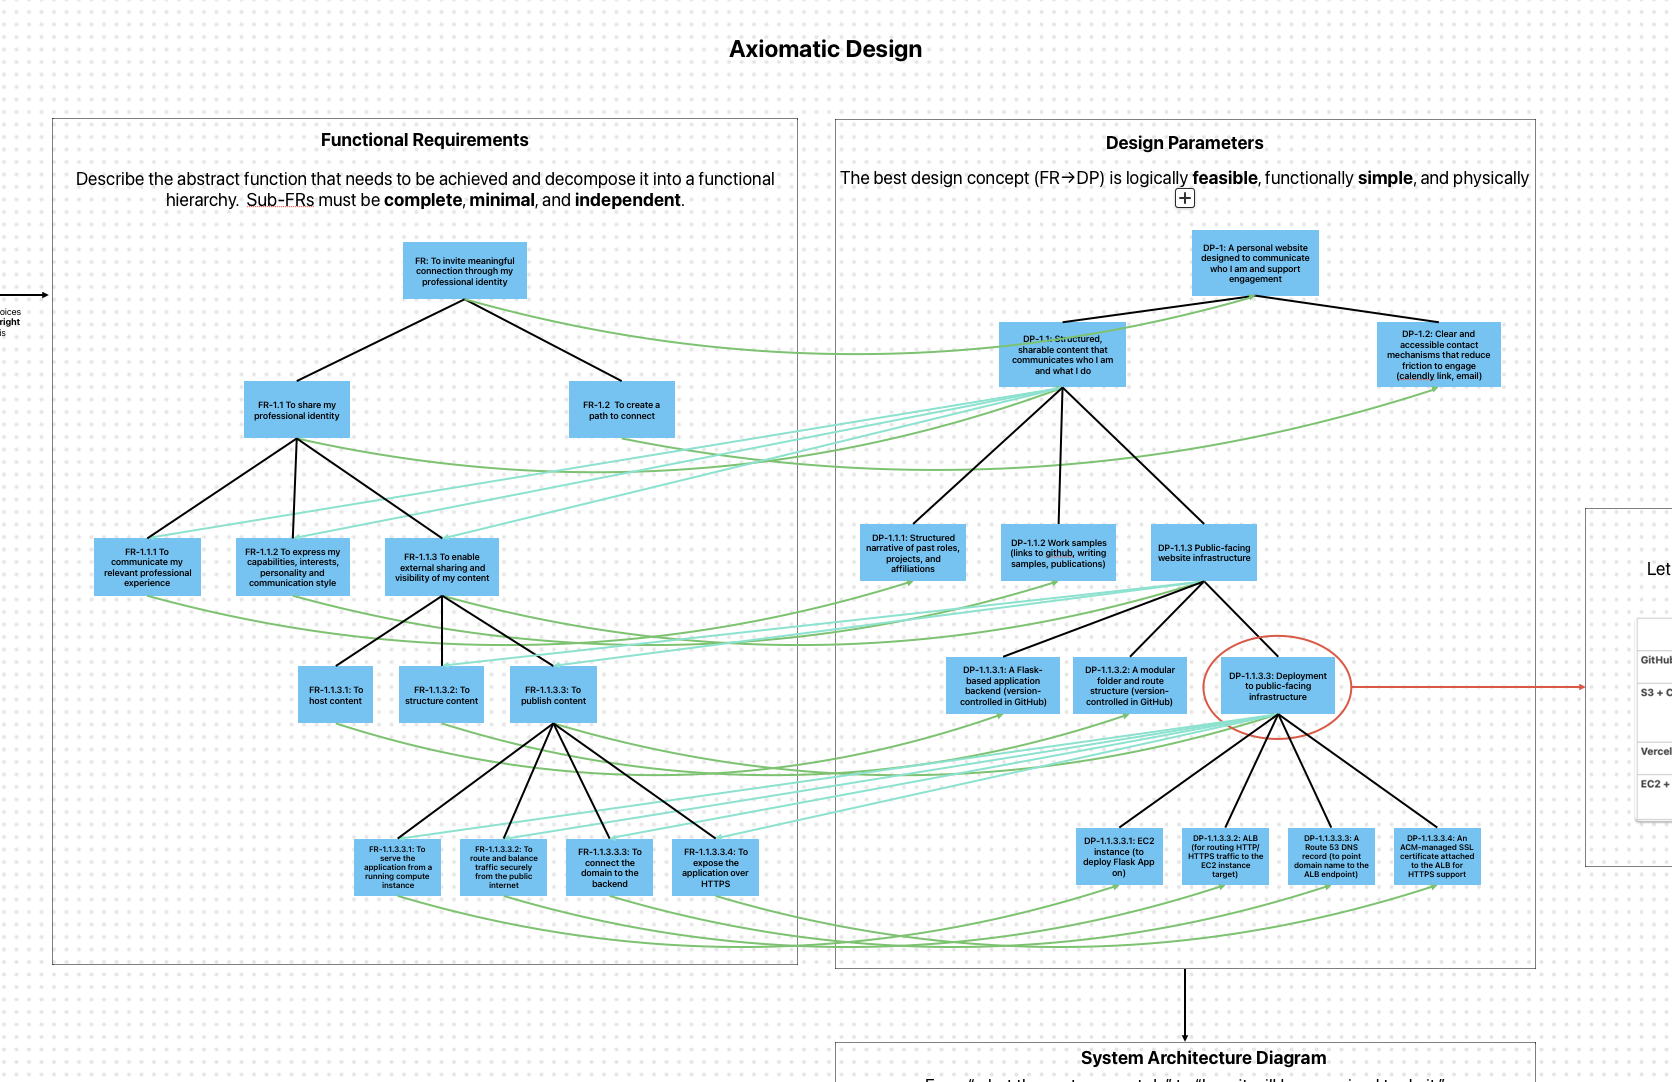 Axiomatic Design
Functional Requirements
Describe the abstract function that needs to be achieved and decompose it into a functional
hierarchy. Sub-FRs must be complete, minimal, and independent.
FR: To invite meaningful
connection through my
professional identity
FR-1.1 To share my
professional identity
FR-1.2 To create a
path to connect
FR-1.1.1 To
communicate my
relevant professional
experience
FR-1.1.2 To express my
capabilities, interests,
personality and
communication style
FR-1.1.3 To enable
external sharing and
visibility of my content
FR-1.1.3.1: To
host content
FR-1.1.3.2: To
structure content
FR-1.1.3.3: To
publish content
FR-1.1.3.3.1: To
serve the
application from a
running compute
instance
FR-1.1.3.3.2: To
route and balance
traffic securely
from the public
internet
FR-1.1.3.3.3: To
connect the
domain to the
backend
FR-1.1.3.3.4: To
expose the
application over
HTTPS
Design Parameters
The best design concept (FR→DP) is logically feasible, functionally simple, and physically
DP-1: A personal website
designed to communicate
who I am and support
engagement
DP-1.1: Structured,
sharable content that
communicates who I am
and what I do
DP-1.2: Clear and
accessible contact
mechanisms that reduce
friction to engage
(calendly link, email)
DP-1.1.1: Structured
narrative of past roles,
projects, and
affiliations
DP-1.1.2 Work samples
(links to github, writing
samples, publications)
DP-1.1.3 Public-facing
website infrastructure
DP-1.1.3.1: A Flask-
based application
backend (version-
controlled in GitHub)
DP-1.1.3.2: A modular
folder and route
structure (version-
controlled in GitHub)
DP-1.1.3.3: Deployment
to public-facing
infrastructure
DP-1.1.3.3.1: EC2
instance (to
deploy Flask App
on)
DP-1.1.3.3.2: ALB
(for routing HTTP/
HTTPS traffic to the
EC2 instance
target)
DP-1.1.3.3.3: A
Route 53 DNS
record (to point
domain name to the
ALB endpoint)
DP-1.1.3.3.4: An
ACM-managed SSL
certificate attached
to the ALB for
HTTPS support
oices
right
is
Let
GitHub
S3 + C
Vercel
EC2 +
System Architecture Diagram